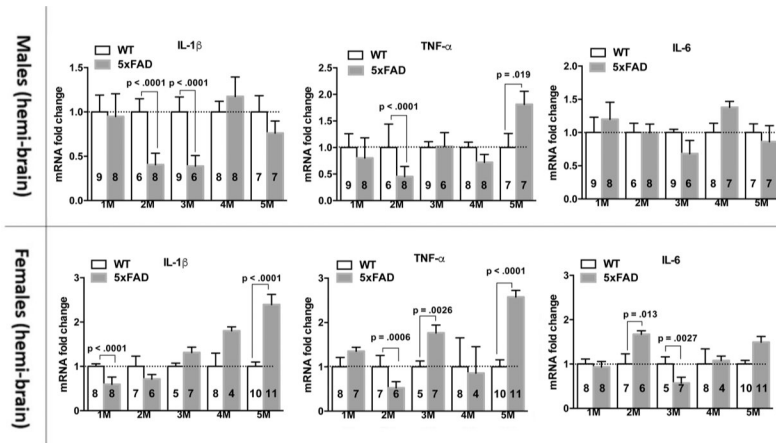 Males (hemi-brain)
IL-1β
WT
5xFAD
mRNA fold change
1.5
1.0
0.5
0.0
p < .0001
p < .0001
9 8 6 8 9 6 8 8 7 7
1M 2M 3M 4M 5M
TNF-α
WT
5xFAD
mRNA fold change
2.5
2.0
1.5
1.0
0.5
0.0
p < .0001
p = .019
9 8 6 8 9 6 8 8 7 7
1M 2M 3M 4M 5M
IL-6
WT
5xFAD
mRNA fold change
2.0
1.5
1.0
0.5
0.0
9 8 6 8 9 6 8 7 7 7
1M 2M 3M 4M 5M
Females (hemi-brain)
IL-1β
WT
5xFAD
mRNA fold change
3
2
1
0
p < .0001
p < .0001
8 8 7 6 5 7 8 4 10 11
1M 2M 3M 4M 5M
TNF-α
WT
5xFAD
mRNA fold change
3
2
1
0
p = .0006
p = .0026
p < .0001
8 7 7 6 5 7 8 4 10 11
1M 2M 3M 4M 5M
IL-6
WT
5xFAD
mRNA fold change
3
2
1
0
p = .013
p = .0027
8 8 7 6 5 7 8 4 10 11
1M 2M 3M 4M 5M